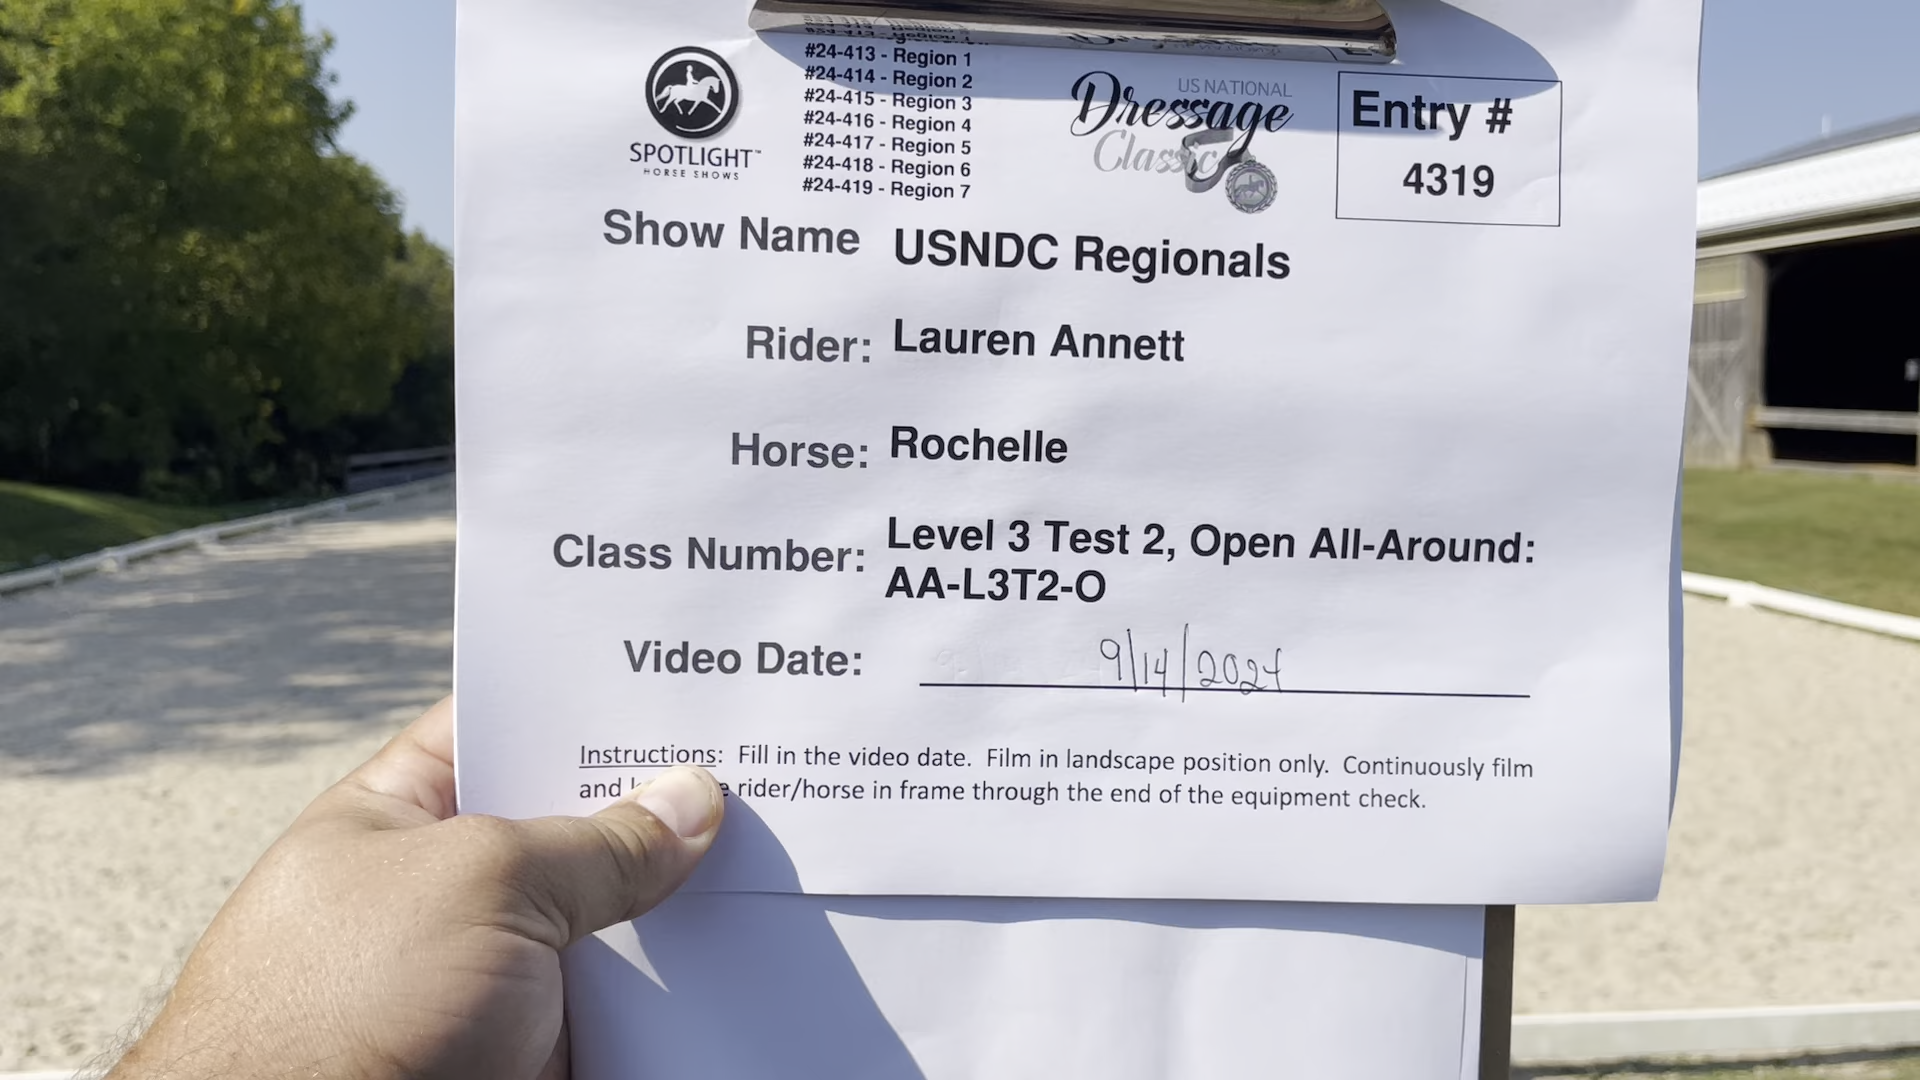 #24-413 - Region 1
#24-414 - Region 2
#24-415 - Region 3
#24-416 - Region 4
#24-417 - Region 5
#24-418 - Region 6
#24-419 - Region 7
SPOTLIGHT™
HORSE SHOWS
US NATIONAL
Dressage
Classic
Entry #
4319
Show Name USNDC Regionals
Rider: Lauren Annett
Horse: Rochelle
Class Number: Level 3 Test 2, Open All-Around:
AA-L3T2-O
Video Date: 9/14/2024
Instructions: Fill in the video date. Film in landscape position only. Continuously film
and rider/horse in frame through the end of the equipment check.